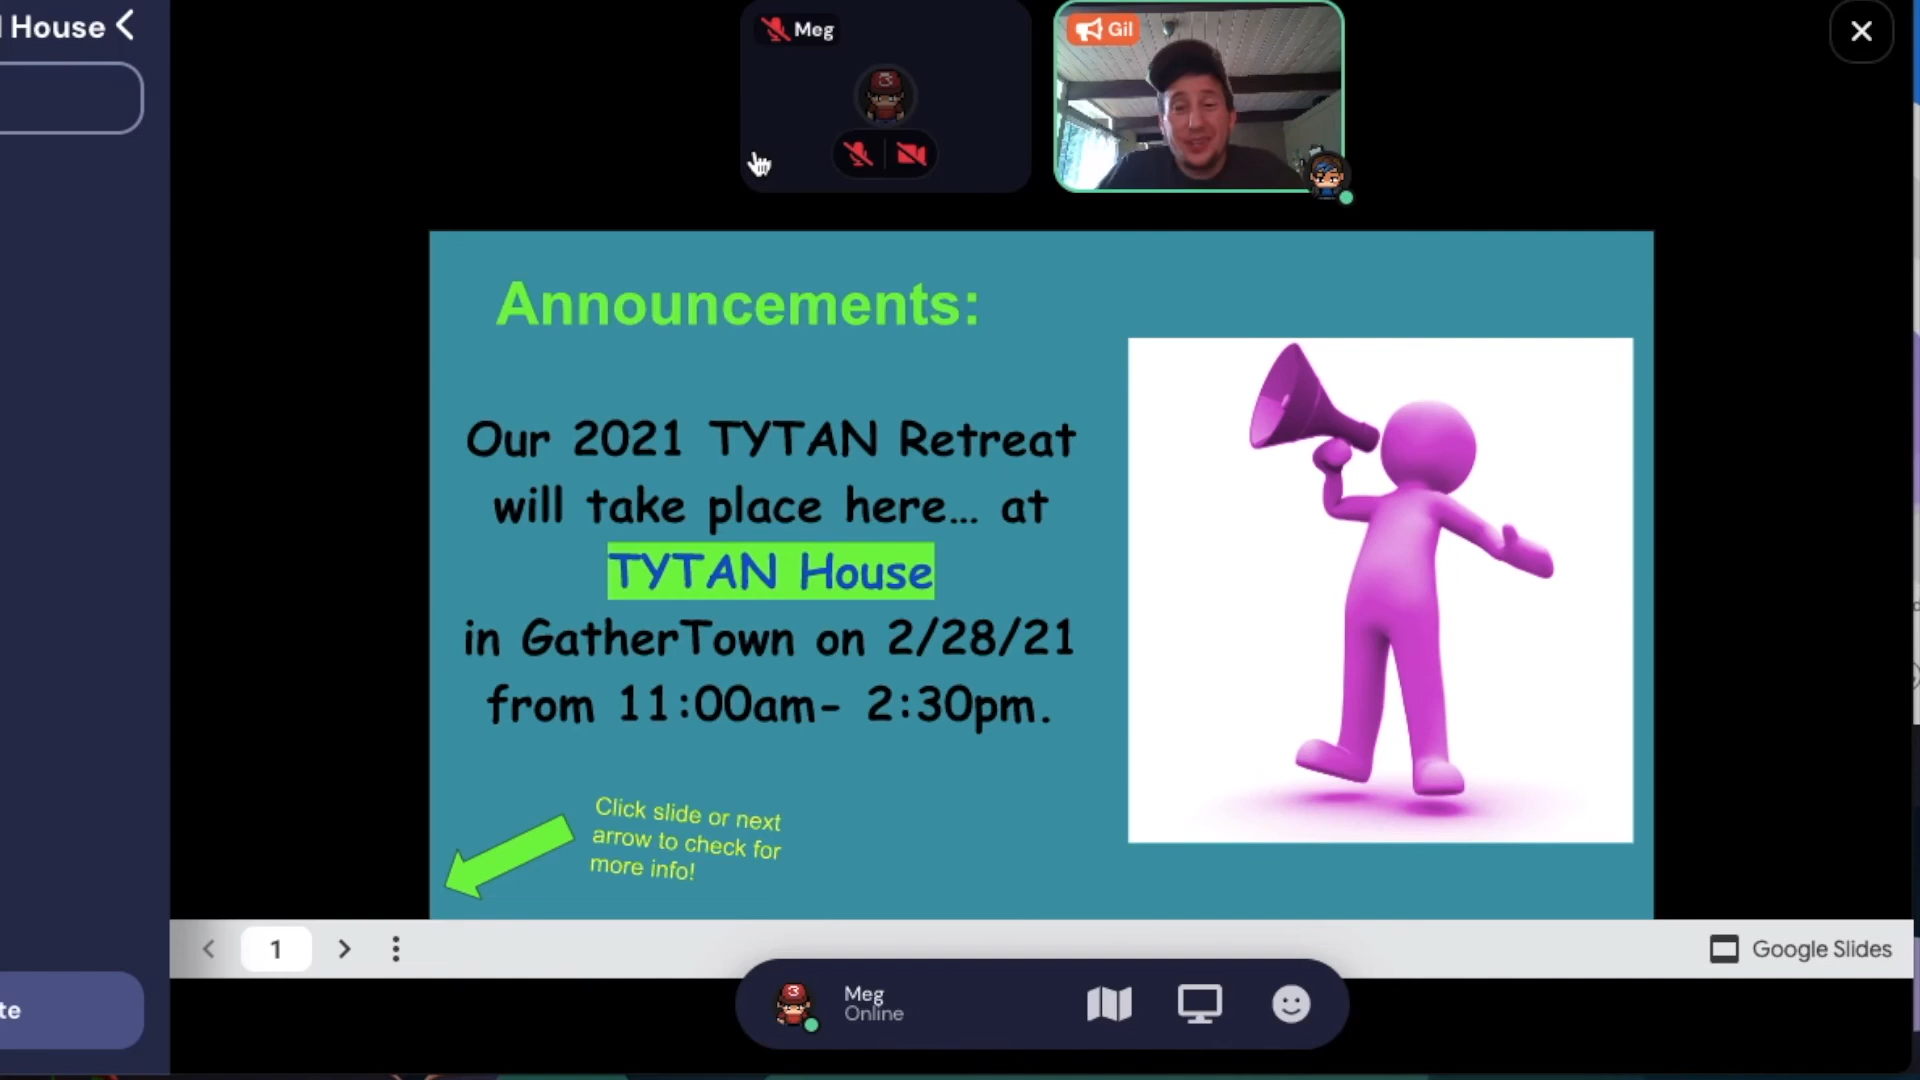 House
Meg
Gil
Announcements:
Our 2021 TYTAN Retreat
will take place here... at
TYTAN House
in GatherTown on 2/28/21
from 11:00am- 2:30pm.
Click slide or next
arrow to check for
more info!
1
Google Slides
Meg
Online
te